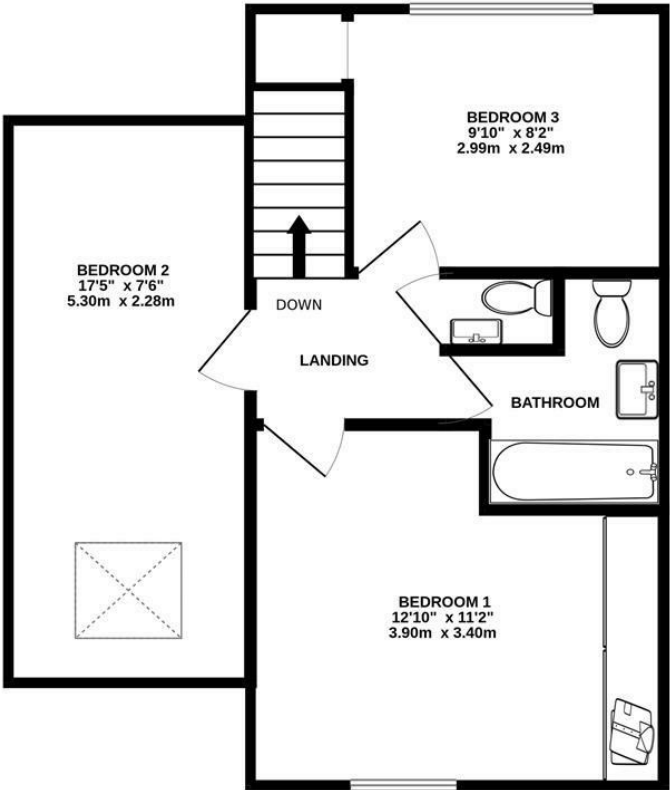 BEDROOM 3
9'10" x 8'2"
2.99m x 2.49m
BEDROOM 2
17'5" x 7'6"
5.30m x 2.28m
DOWN
LANDING
BATHROOM
BEDROOM 1
12'10" x 11'2"
3.90m x 3.40m